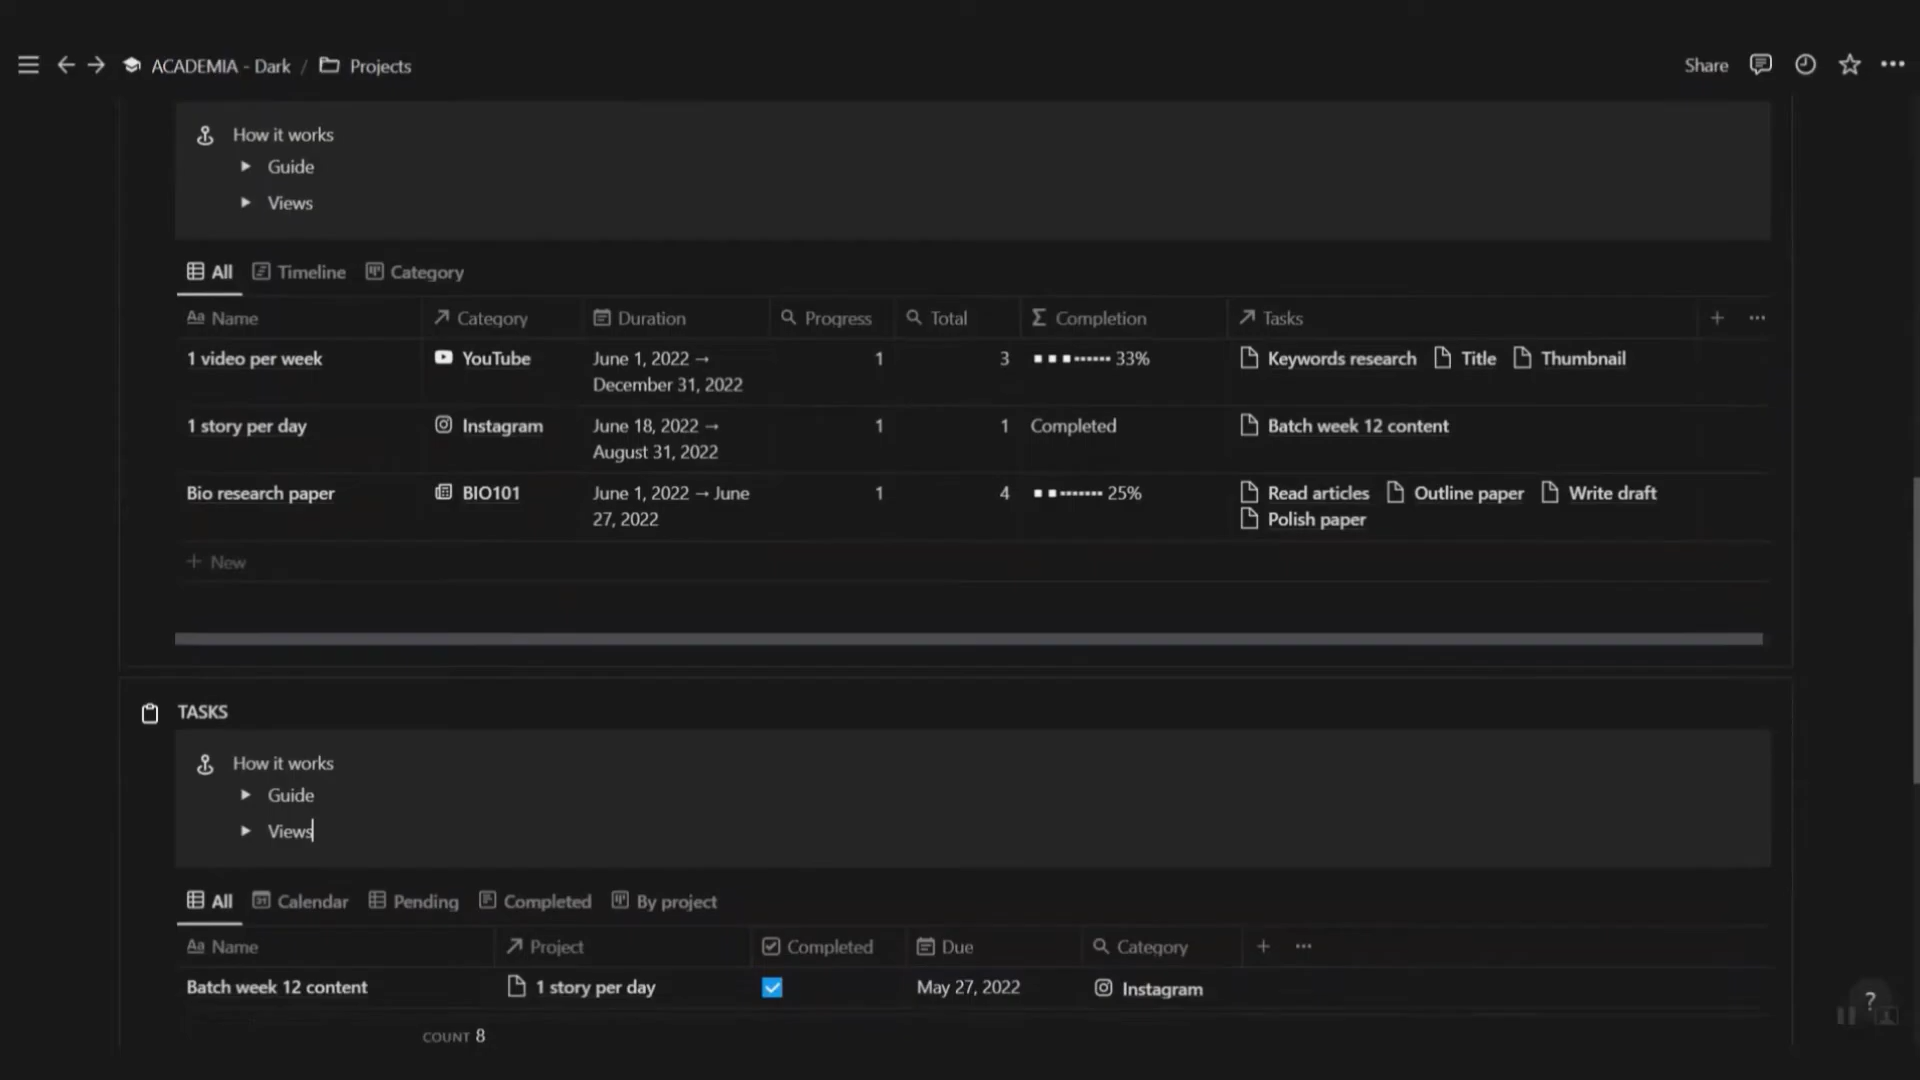 ACADEMIA - Dark / Projects Share
How it works
Guide
Views
All Timeline Category
Aa Name Category Duration Progress Total Σ Completion Tasks
1 video per week YouTube June 1, 2022 → 1 3 33% Keywords research Title Thumbnail
December 31, 2022
1 story per day Instagram June 18, 2022 → 1 1 Completed Batch week 12 content
August 31, 2022
Bio research paper BIO101 June 1, 2022 → June 1 4 25% Read articles Outline paper Write draft
27, 2022 Polish paper
+ New
TASKS
How it works
Guide
Views
All Calendar Pending Completed By project
Aa Name Project Completed Due Category
Batch week 12 content 1 story per day May 27, 2022 Instagram
COUNT 8
?